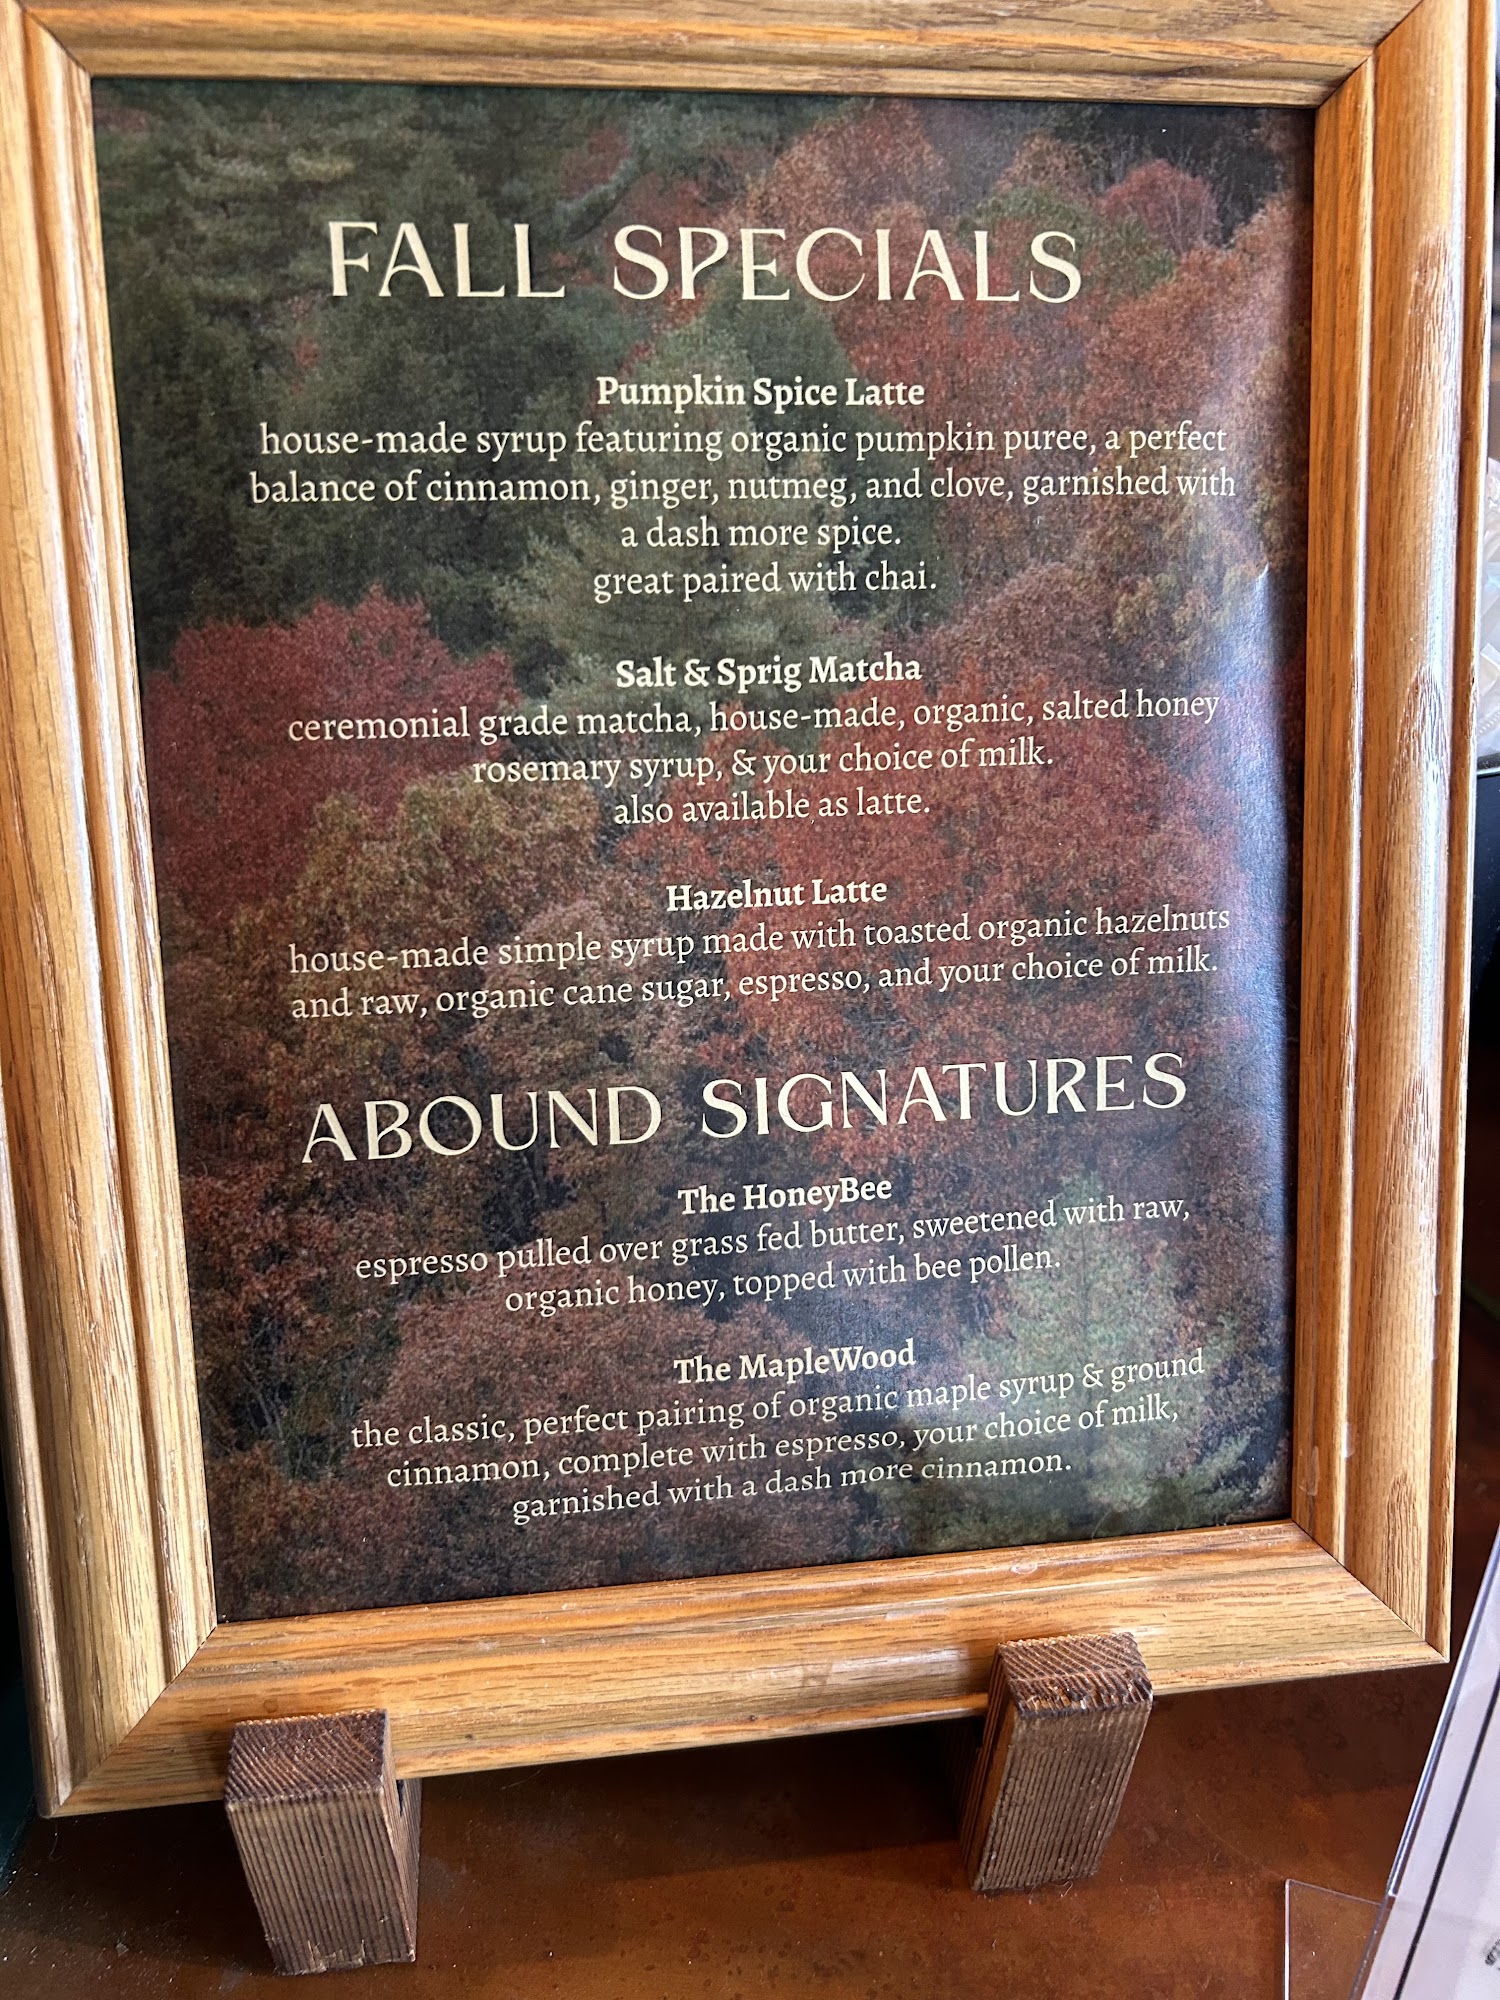 FALL SPECIALS
Pumpkin Spice Latte
house-made syrup featuring organic pumpkin puree, a perfect
balance of cinnamon, ginger, nutmeg, and clove, garnished with
a dash more spice.
great paired with chai.
Salt & Sprig Matcha
ceremonial grade matcha, house-made, organic, salted honey
rosemary syrup, & your choice of milk.
also available as latte.
Hazelnut Latte
house-made simple syrup made with toasted organic hazelnuts
and raw, organic cane sugar, espresso, and your choice of milk.
ABOUND SIGNATURES
The HoneyBee
espresso pulled over grass fed butter, sweetened with raw,
organic honey, topped with bee pollen.
The MapleWood
the classic, perfect pairing of organic maple syrup & ground
cinnamon, complete with espresso, your choice of milk,
garnished with a dash more cinnamon.